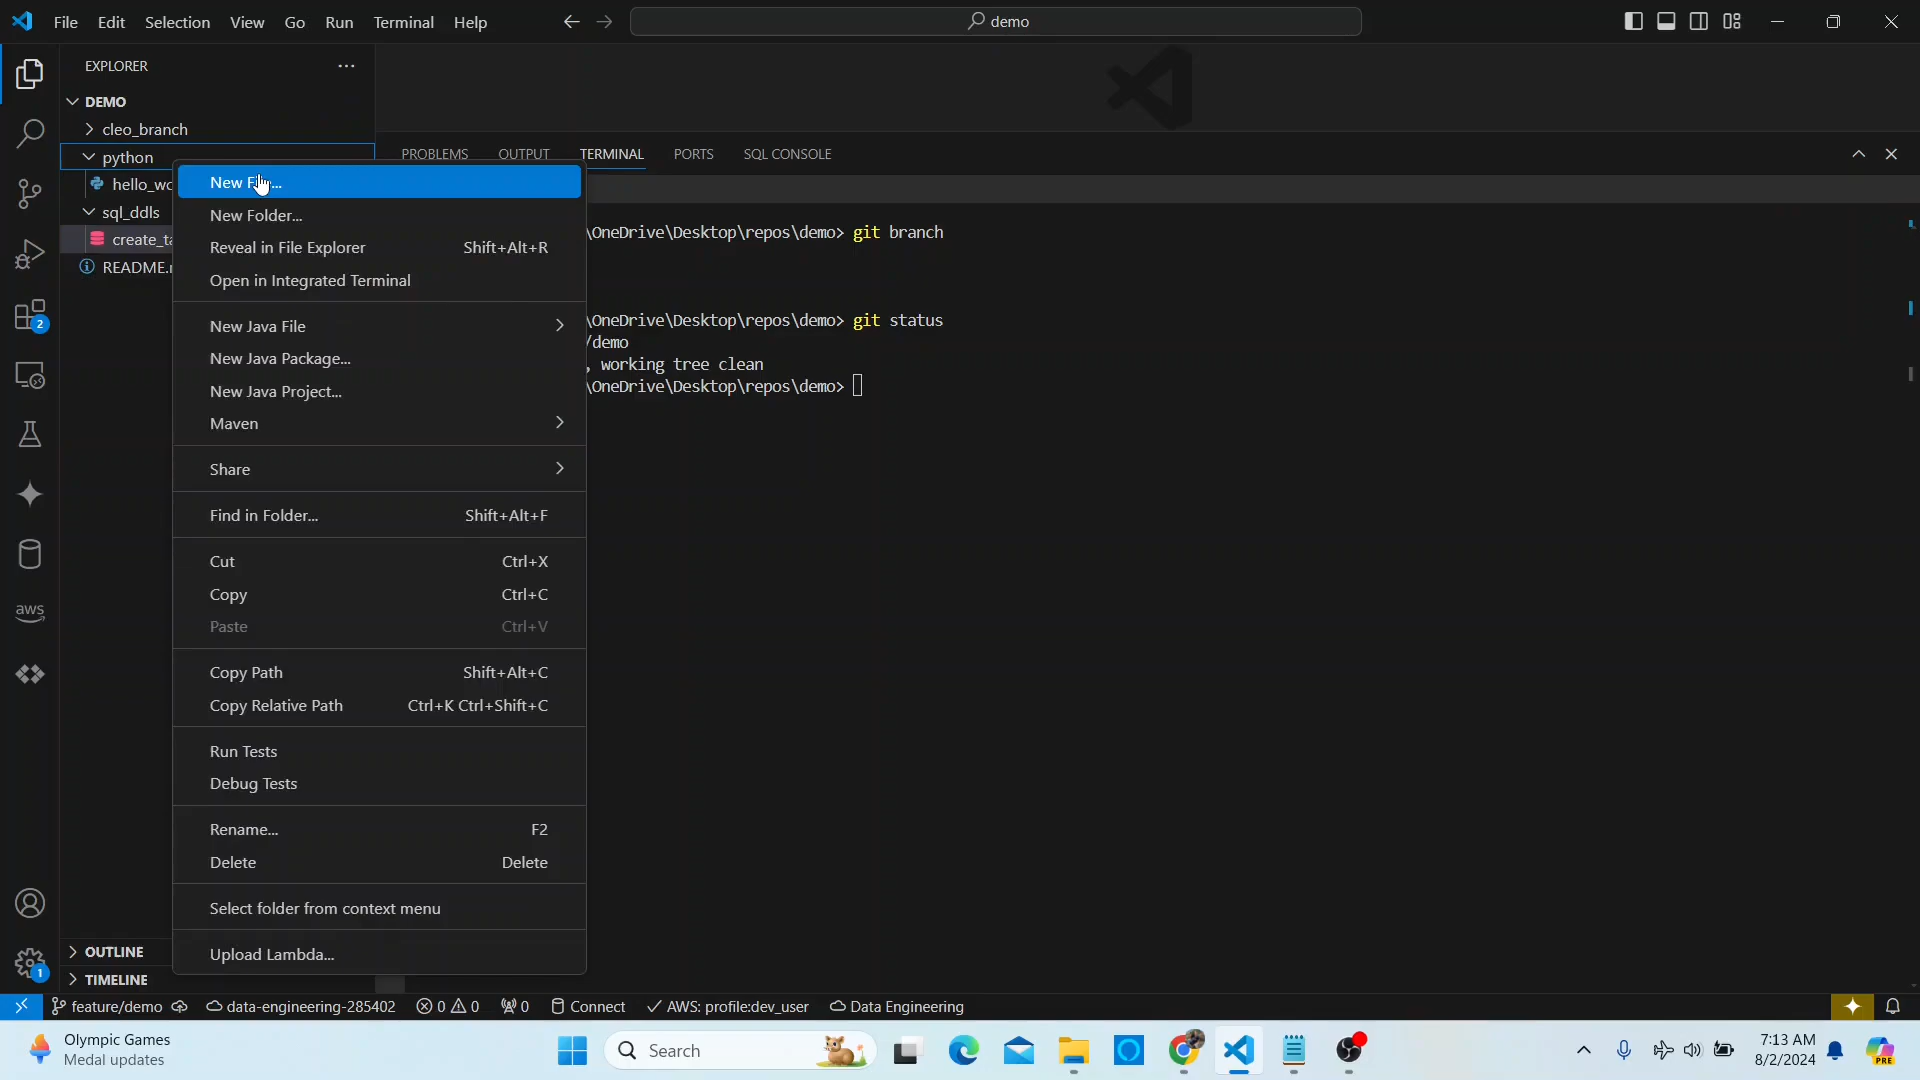 File Edit Selection View Go Run Terminal Help
demo
EXPLORER
DEMO
cleo_branch
python
sql_ddls
PROBLEMS OUTPUT TERMINAL PORTS SQL CONSOLE
New Folder...
Reveal in File Explorer Shift+Alt+R
Open in Integrated Terminal
New Java File
New Java Package...
New Java Project...
Maven
Share
Find in Folder... Shift+Alt+F
Cut Ctrl+X
Copy Ctrl+C
Paste Ctrl+V
Copy Path Shift+Alt+C
Copy Relative Path Ctrl+K Ctrl+Shift+C
Run Tests
Debug Tests
Rename... F2
Delete Delete
Select folder from context menu
Upload Lambda...
\OneDrive\Desktop\repos\demo> git branch
\OneDrive\Desktop\repos\demo> git status
/demo
, working tree clean
\OneDrive\Desktop\repos\demo>
2
aws
1
OUTLINE
TIMELINE
feature/demo data-engineering-285402 0 0 0 Connect AWS: profile:dev_user Data Engineering
Olympic Games
Medal updates
Search
7:13 AM
8/2/2024
PRE